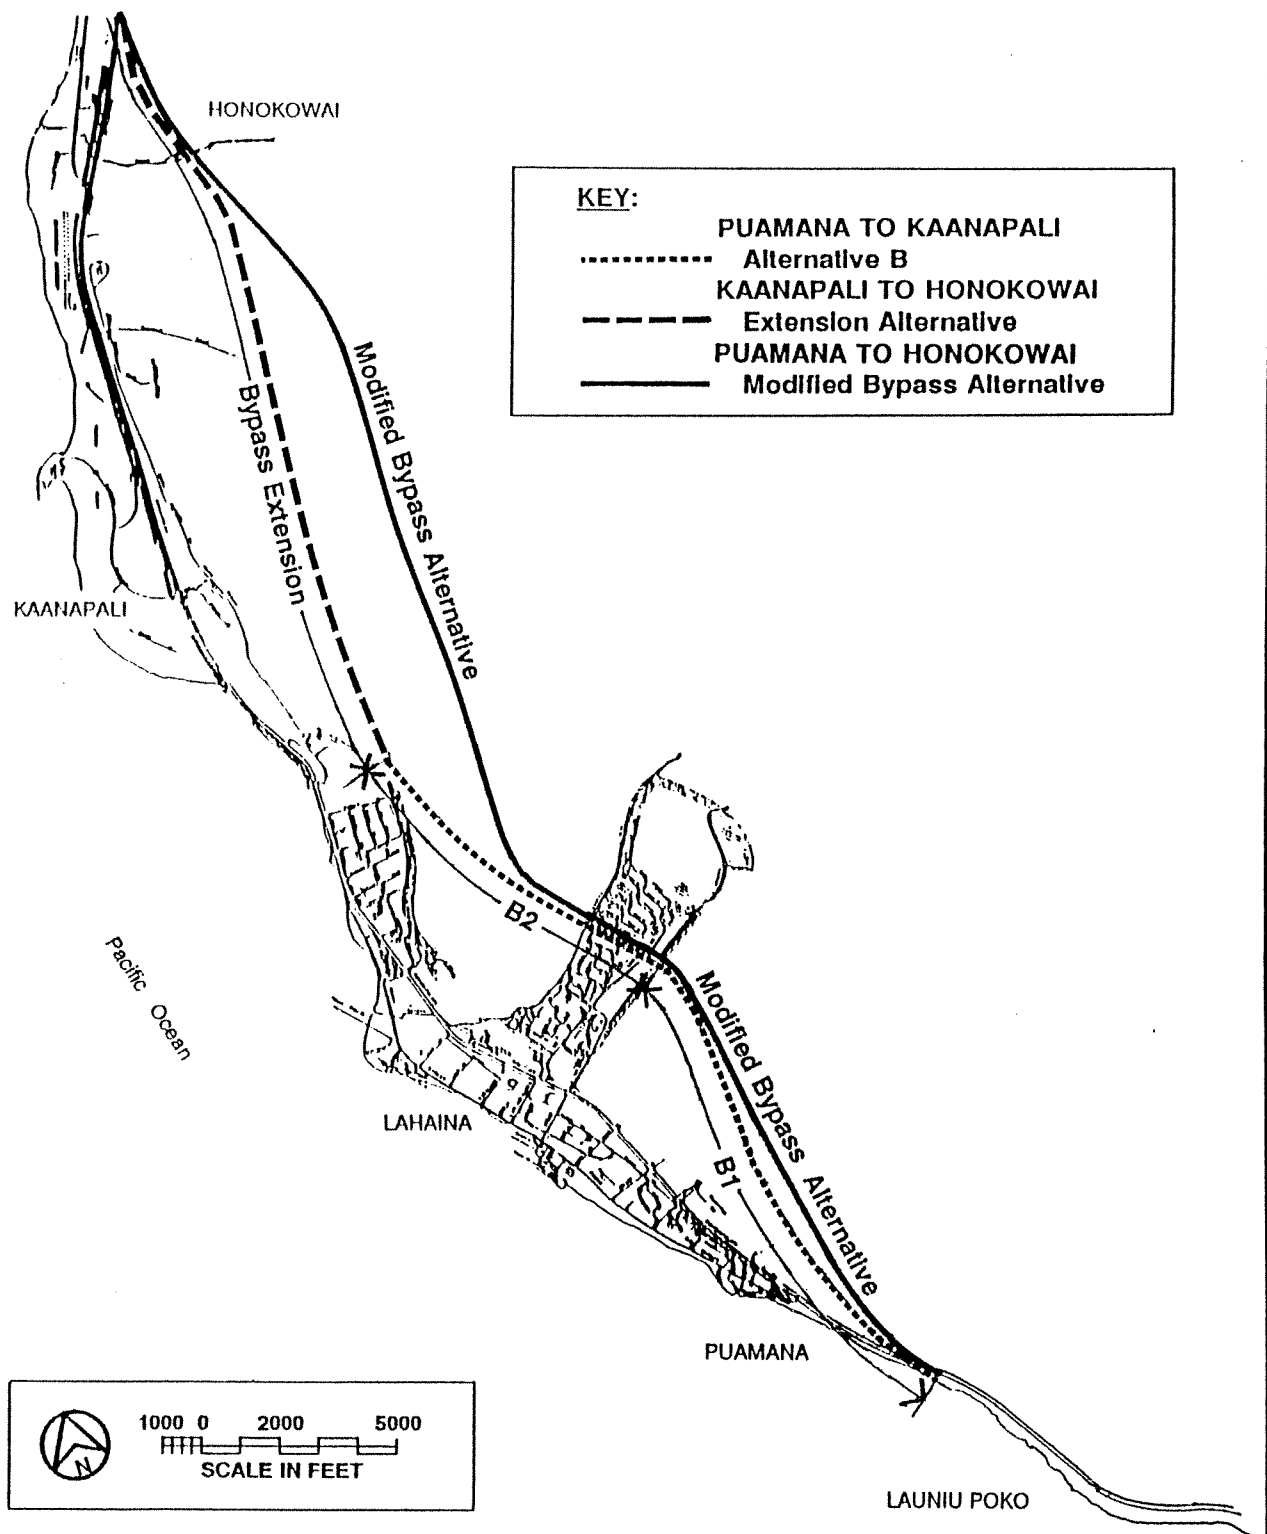 HONOKOWAI
KEY:
PUAMANA TO KAANAPALI
Alternative B
KAANAPALI TO HONOKOWAI
Extension Alternative
PUAMANA TO HONOKOWAI
Modified Bypass Alternative
Modified Bypass Alternative
Bypass Extension
KAANAPALI
B2
Pacific Ocean
Modified Bypass Alternative
LAHAINA
B1
PUAMANA
1000 0 2000 5000
N
SCALE IN FEET
LAUNIU POKO